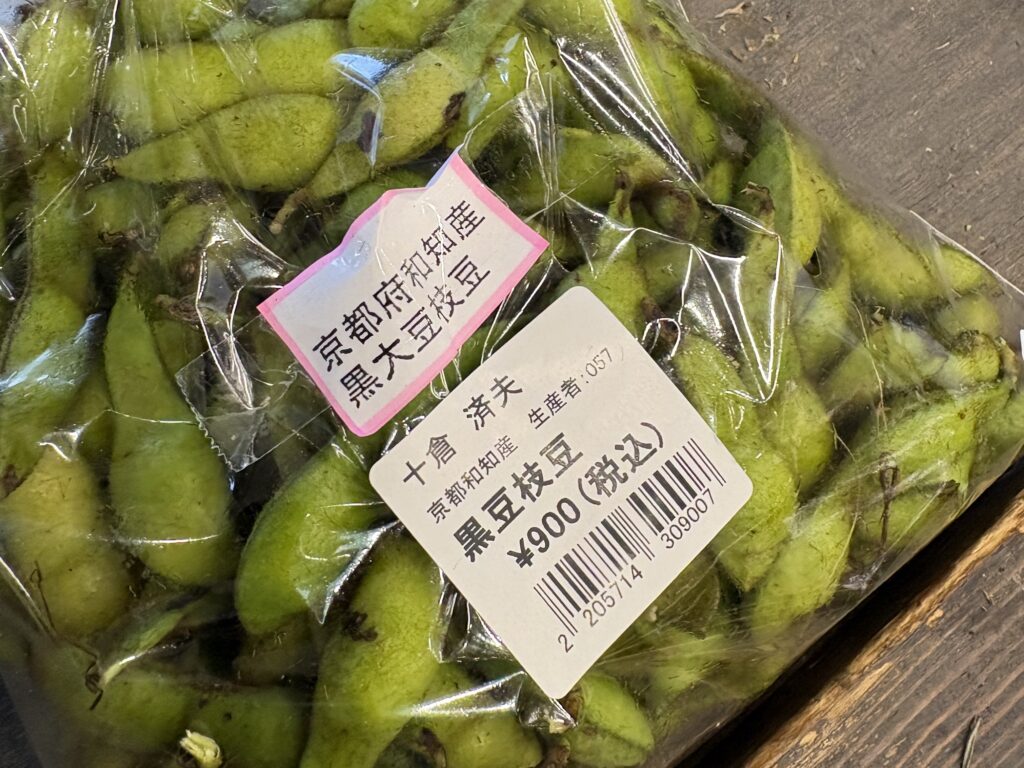 京都府和知産
黒大豆枝豆
十倉 済夫
京都和知産 生産者:057
黒豆枝豆
¥900(税込)
2 205714 309007